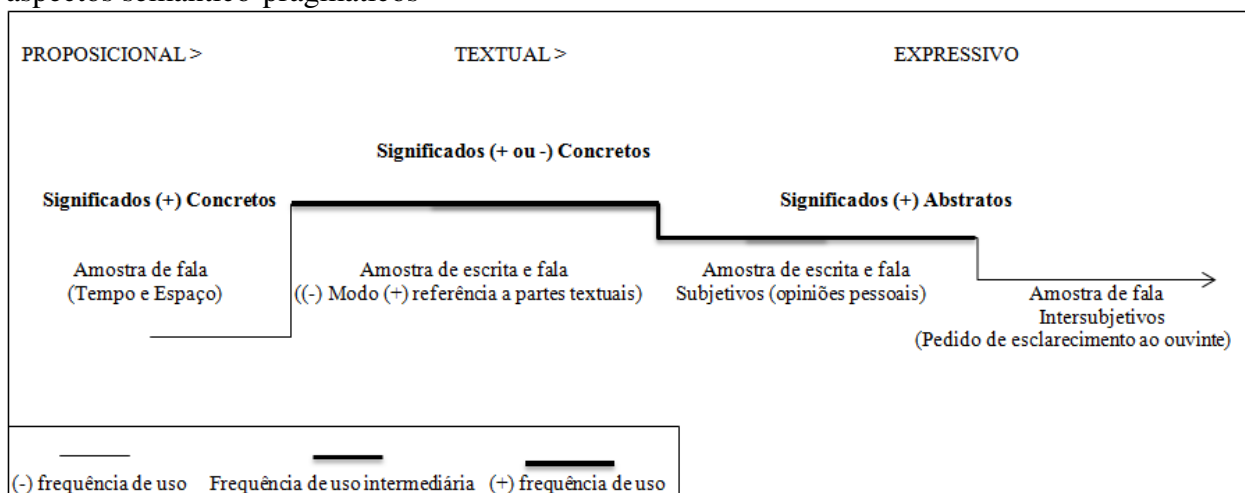 aspectos semântico-pragmáticos
PROPOSICIONAL > TEXTUAL > EXPRESSIVO
Significados (+ ou -) Concretos
Significados (+) Concretos
Significados (+) Abstratos
Amostra de fala
(Tempo e Espaço)
Amostra de escrita e fala
((-) Modo (+) referência a partes textuais)
Amostra de escrita e fala
Subjetivos (opiniões pessoais)
Amostra de fala
Intersubjetivos
(Pedido de esclarecimento ao ouvinte)
(-) frequência de uso
Frequência de uso intermediária
(+) frequência de uso